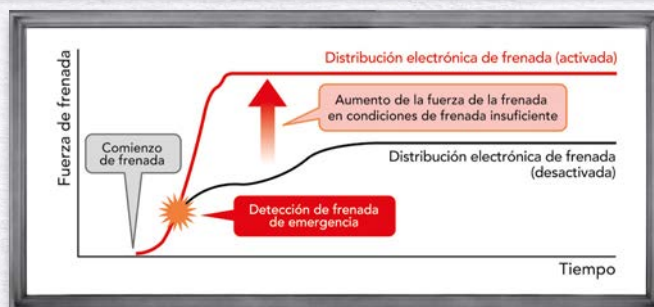 Distribución electrónica de frenada (activada)
Fuerza de frenada
Aumento de la fuerza de la frenada
en condiciones de frenada insuficiente
Comienzo
de frenada
Distribución electrónica de frenada
(desactivada)
Detección de frenada
de emergencia
Tiempo